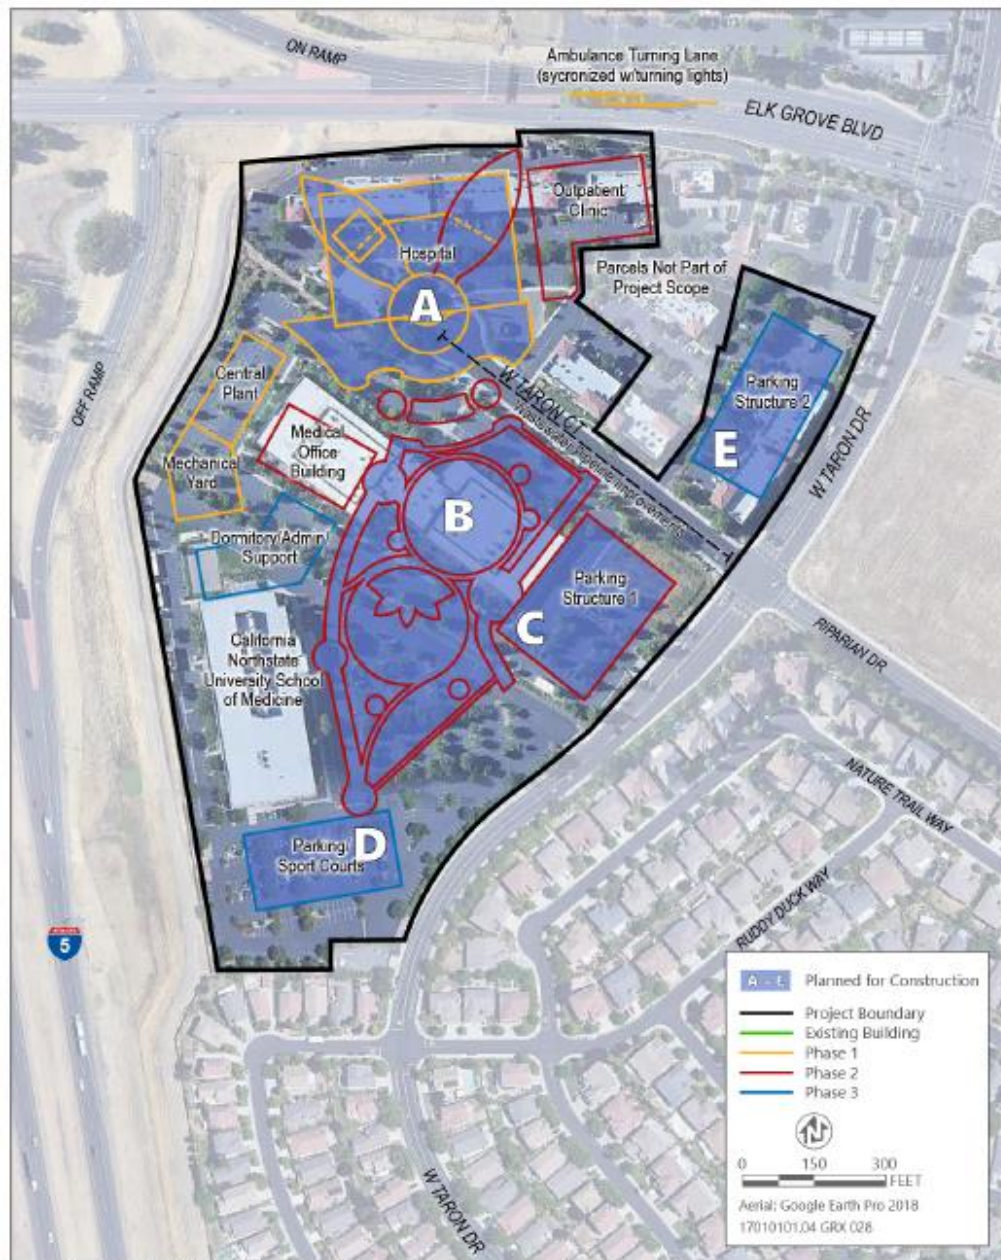 ON RAMP
Ambulance Turning Lane
(sycronized w/turning lights)
ELK GROVE BLVD
Outpatient
Clinic
Hospital
Parcels Not Part of
Project Scope
A
OFF RAMP
Central
Plant
W TARON CT
Parking
Structure 2
E
W TARON DR
Medical
Office
Building
Wastewater Pipeline Improvements
Mechanical
Yard
B
Dormitory/Admin/
Support
Parking
Structure 1
C
California
Northstate
University School
of Medicine
RIPARIAN DR
NATURE TRAIL WAY
Parking/
Sport Courts
D
RUDDY DUCK WAY
5
W TARON DR
A - E Planned for Construction
Project Boundary
Existing Building
Phase 1
Phase 2
Phase 3
N
0 150 300
FEET
Aerial: Google Earth Pro 2018
17010101.04 GRX 028